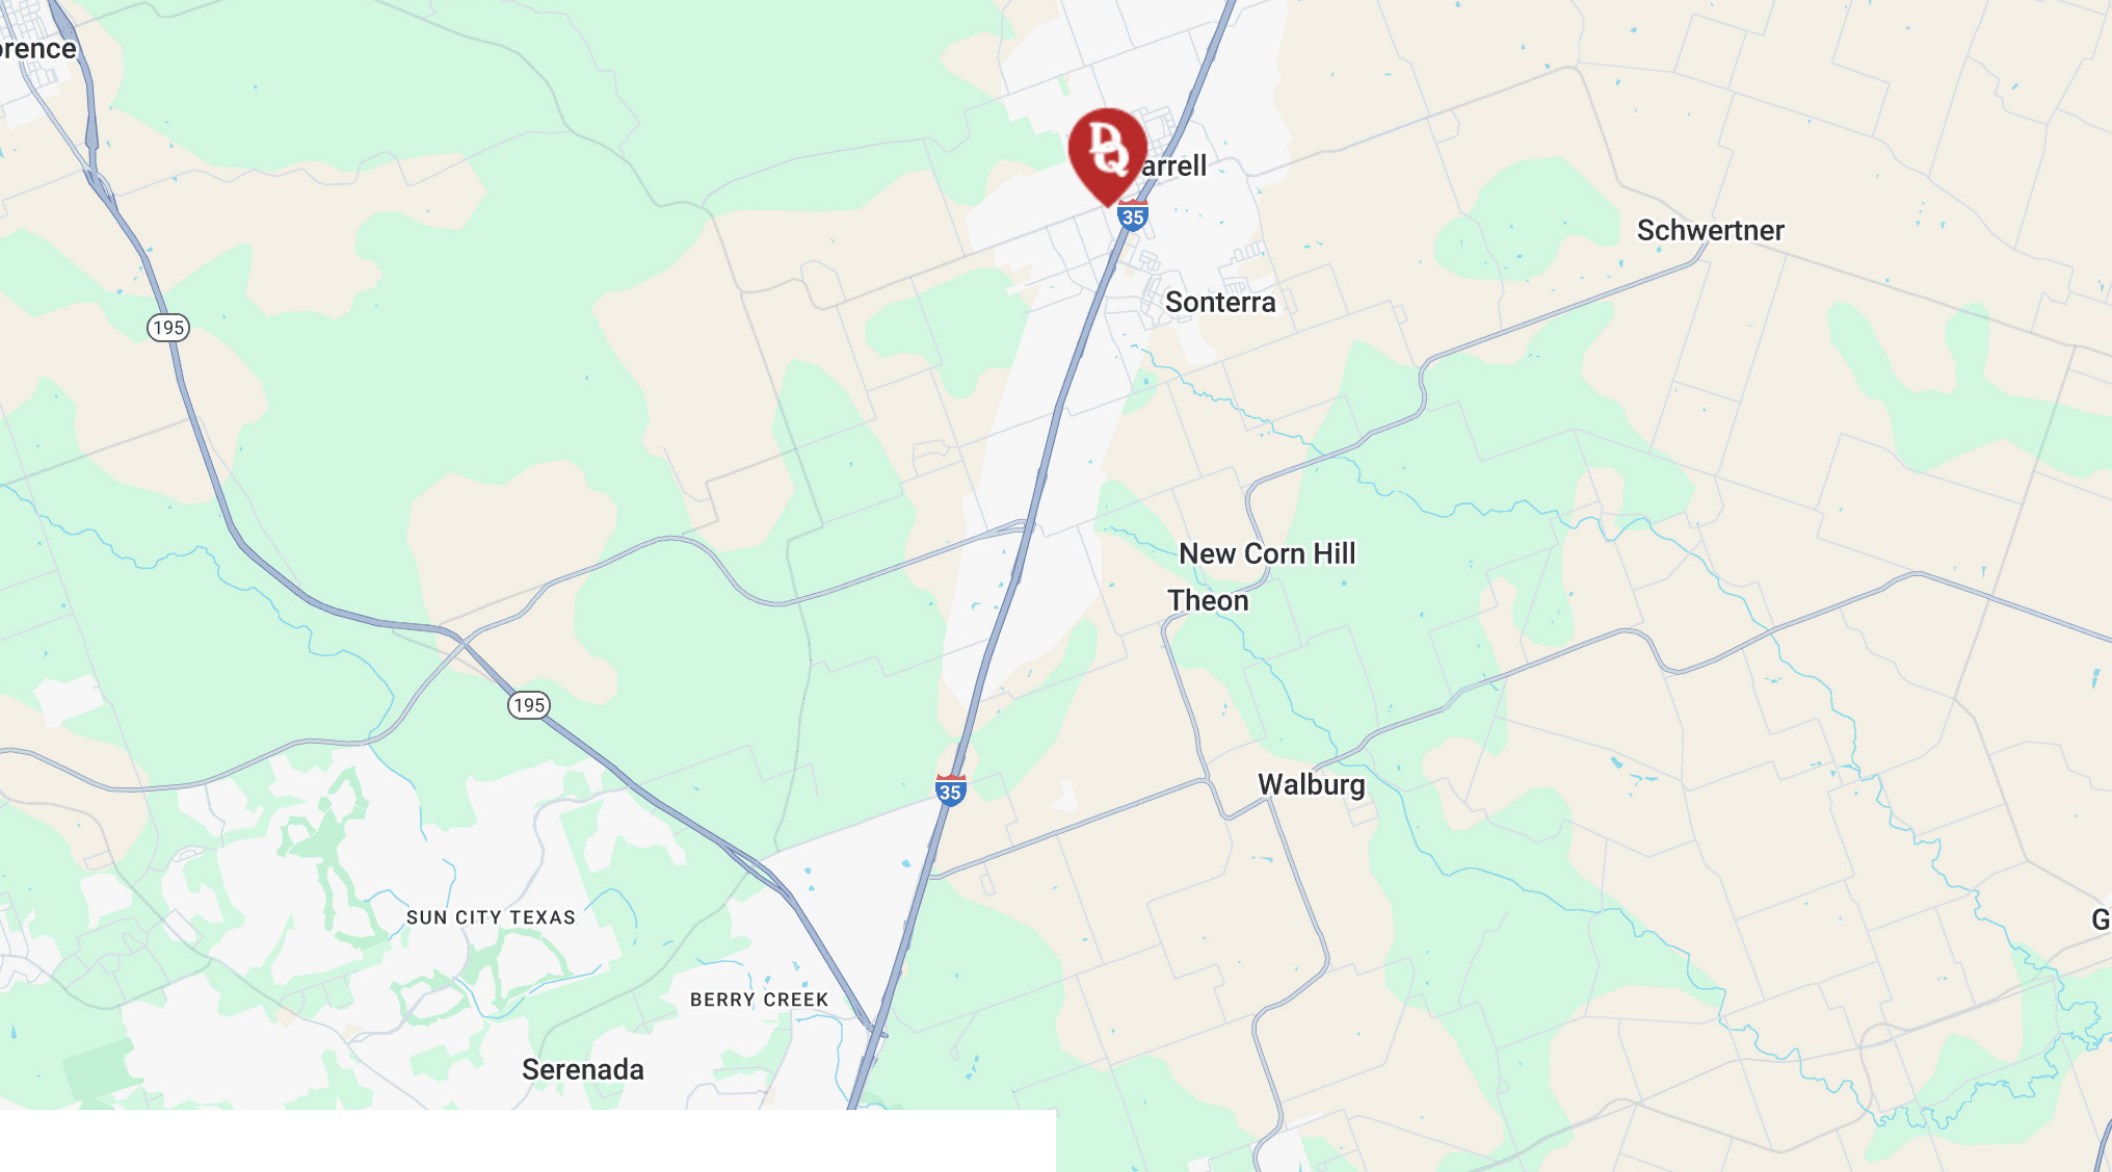 orence
DQ
arrell
35
Schwertner
Sonterra
195
New Corn Hill
Theon
195
35
Walburg
SUN CITY TEXAS
G
BERRY CREEK
Serenada